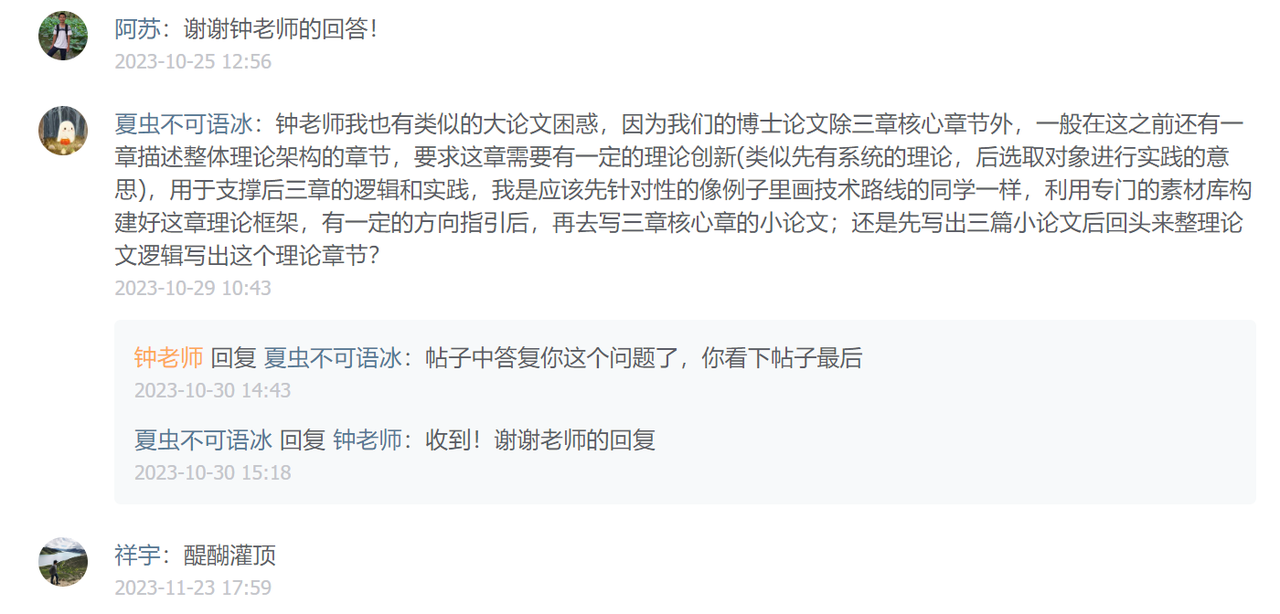 阿苏：谢谢钟老师的回答！
2023-10-25 12:56
夏虫不可语冰：钟老师我也有类似的大论文困惑，因为我们的博士论文除三章核心章节外，一般在这之前还有一
章描述整体理论架构的章节，要求这章需要有一定的理论创新(类似先有系统的理论，后选取对象进行实践的意
思)，用于支撑后三章的逻辑和实践，我是应该先针对性的像例子里画技术路线的同学一样，利用专门的素材库构
建好这章理论框架，有一定的方向指引后，再去写三章核心章的小论文；还是先写出三篇小论文后回头来整理论
文逻辑写出这个理论章节？
2023-10-29 10:43
钟老师 回复 夏虫不可语冰：帖子中答复你这个问题了，你看下帖子最后
2023-10-30 14:43
夏虫不可语冰 回复 钟老师：收到！谢谢老师的回复
2023-10-30 15:18
祥宇：醍醐灌顶
2023-11-23 17:59